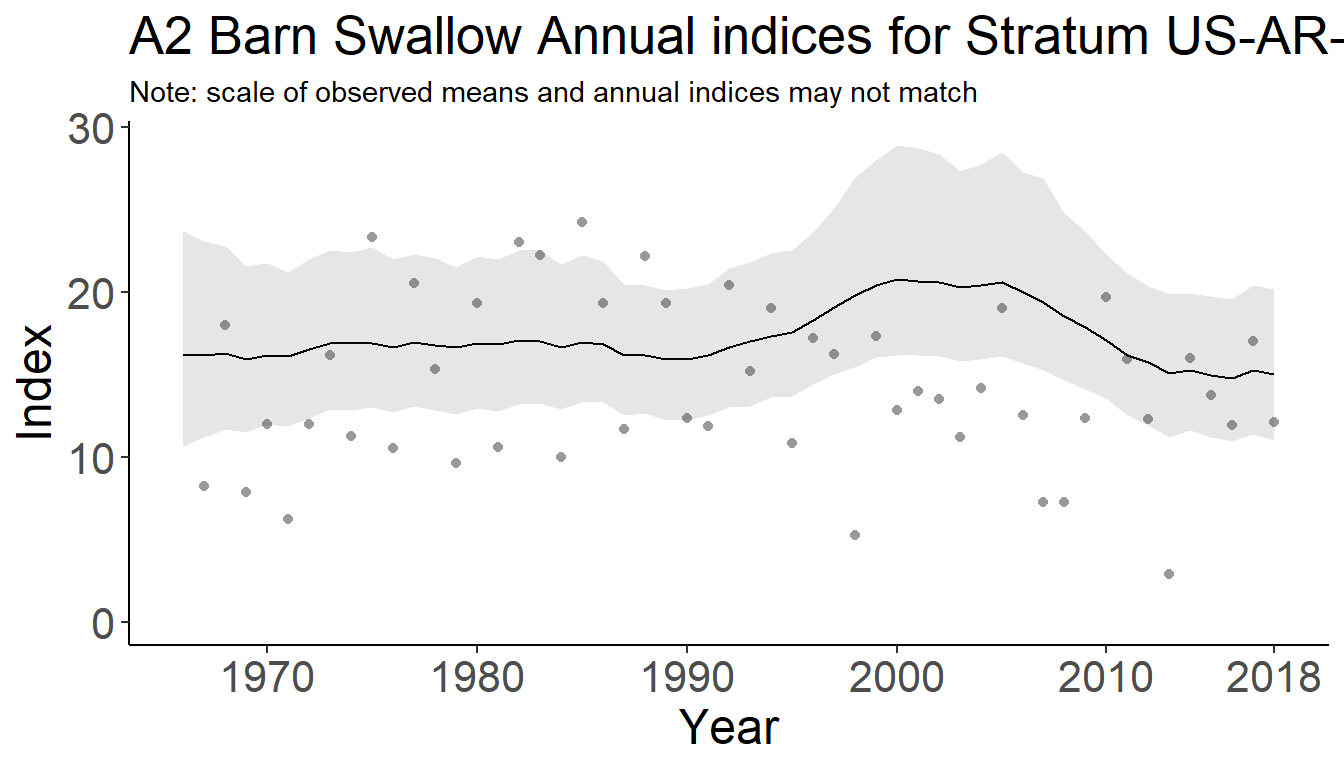 A2 Barn Swallow Annual indices for Stratum US-AR-
Note: scale of observed means and annual indices may not match
30
20
10
0
Index
1970 1980 1990 2000 2010 2018
Year